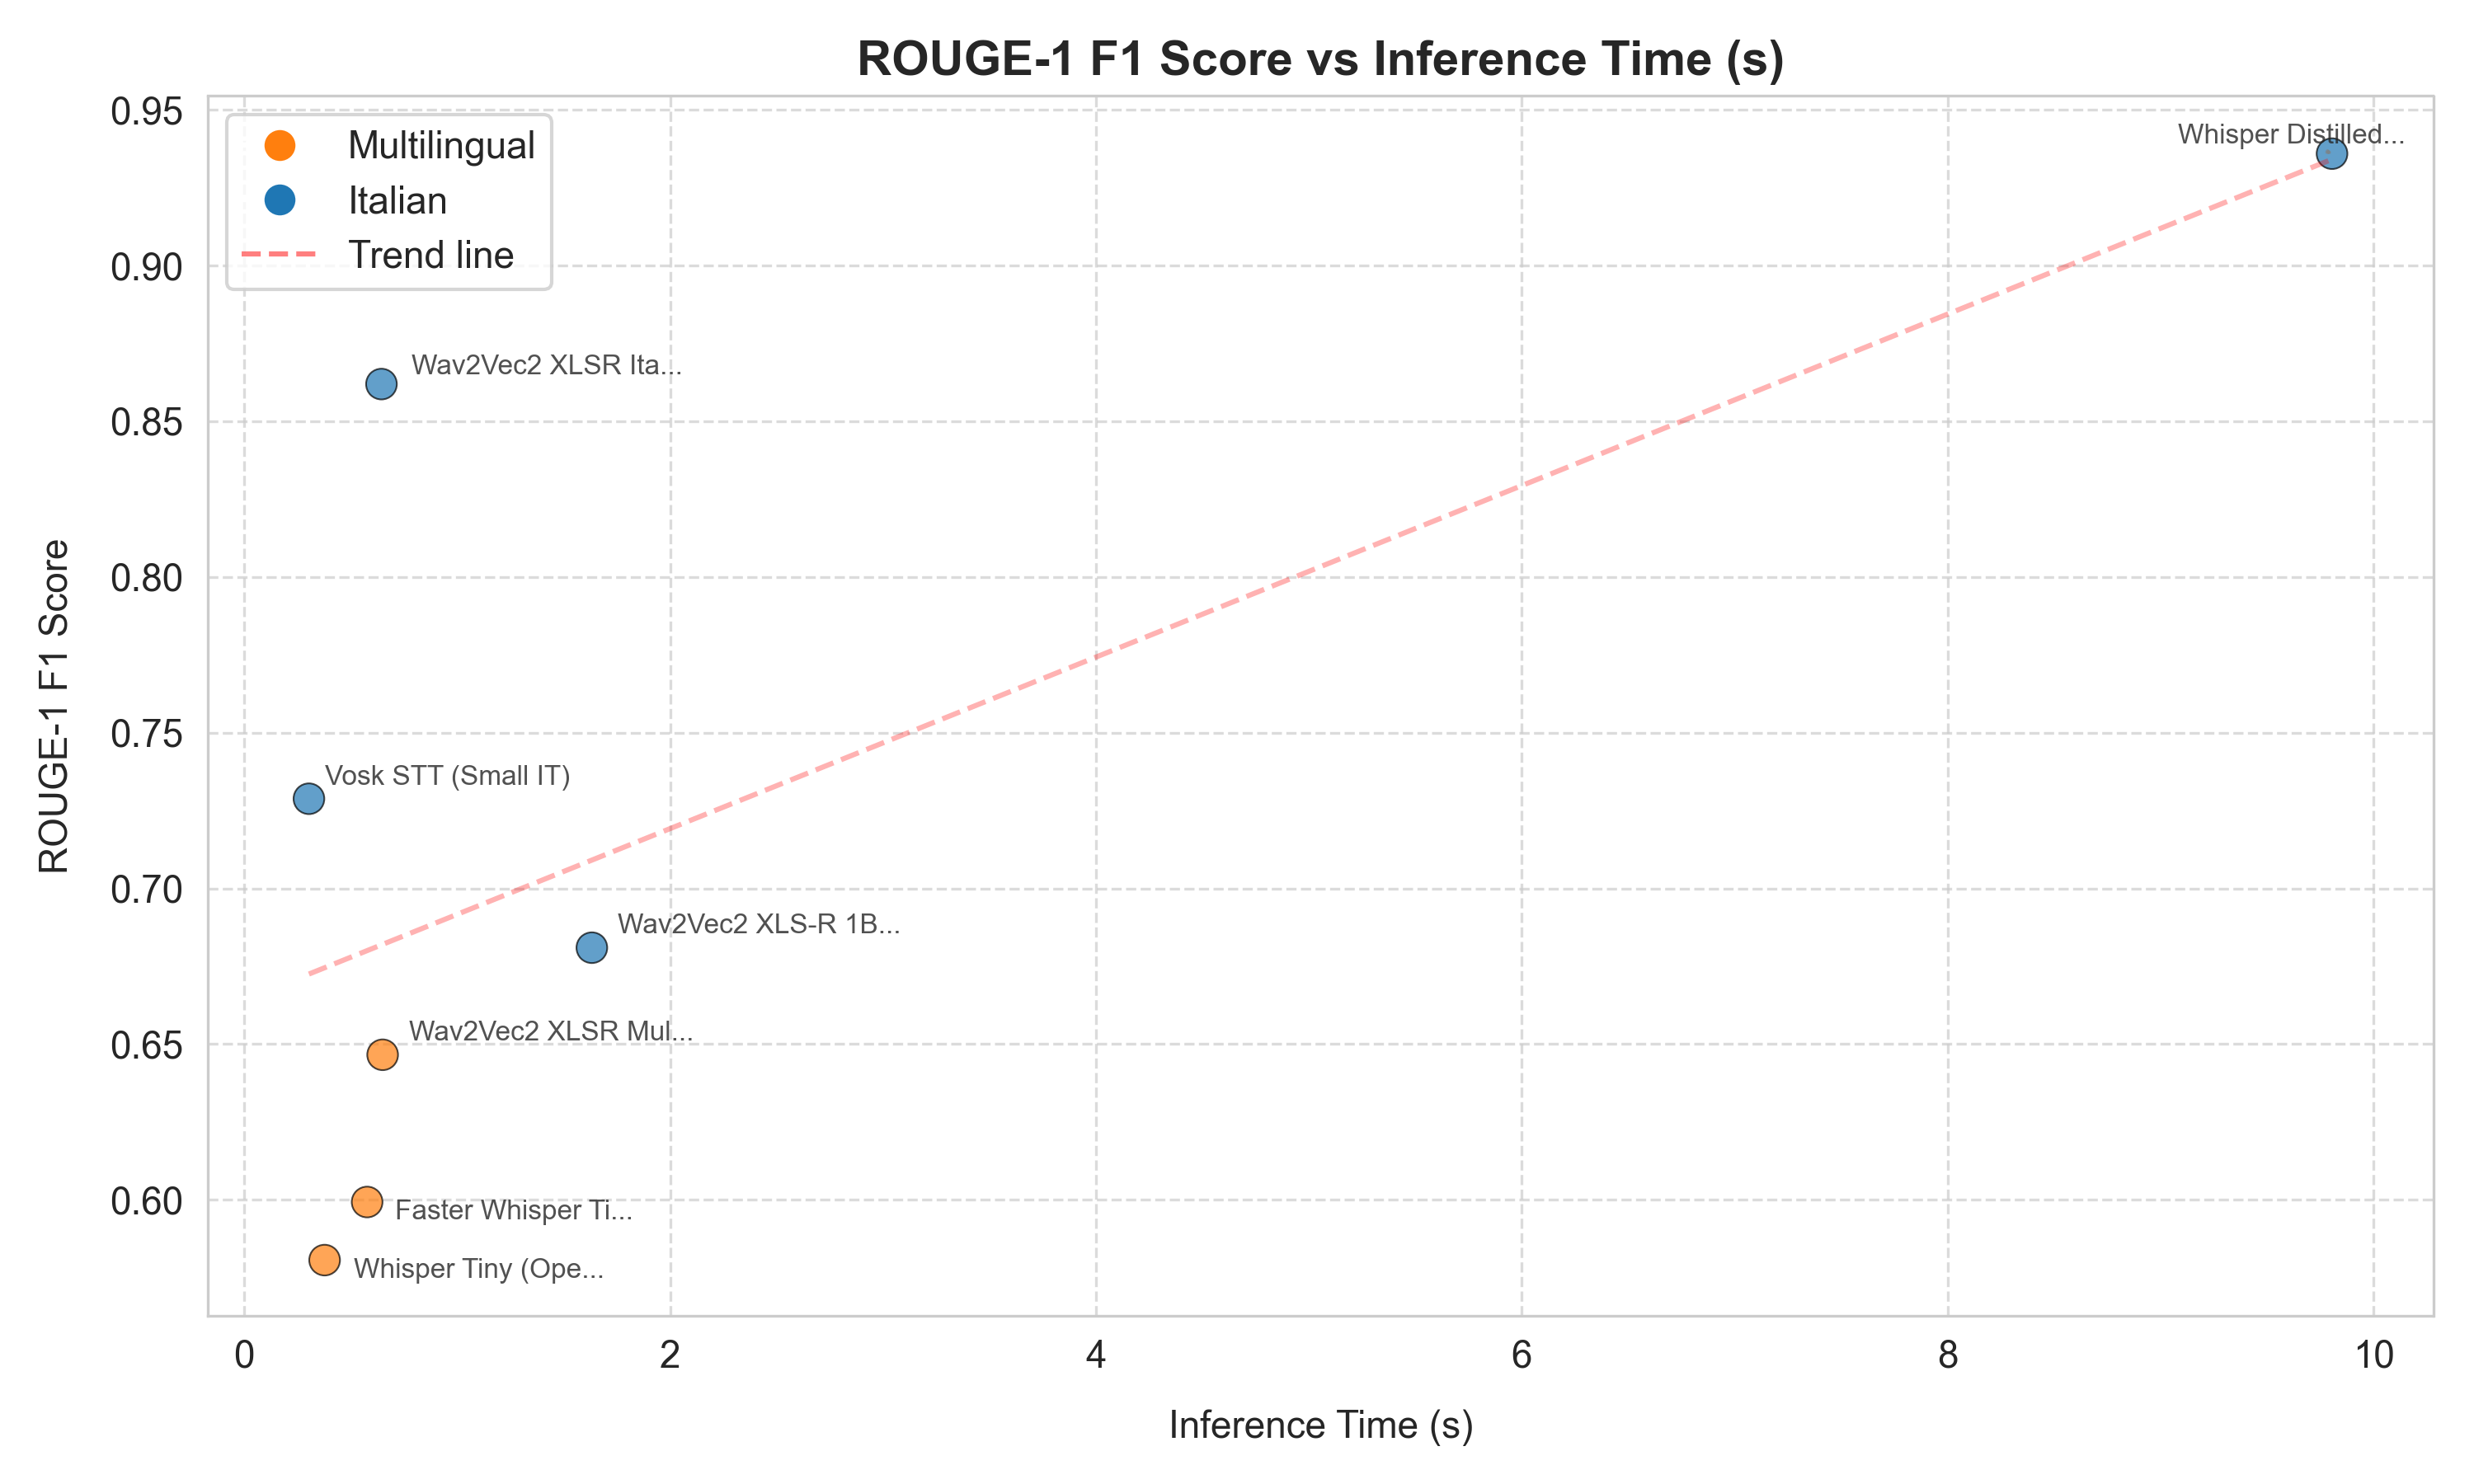 ROUGE-1 F1 Score vs Inference Time (s)
Multilingual
Italian
Trend line
Whisper Distilled...
Wav2Vec2 XLSR Ita...
Vosk STT (Small IT)
Wav2Vec2 XLS-R 1B...
Wav2Vec2 XLSR Mul...
Faster Whisper Ti...
Whisper Tiny (Ope...
ROUGE-1 F1 Score
0.95
0.90
0.85
0.80
0.75
0.70
0.65
0.60
0 2 4 6 8 10
Inference Time (s)